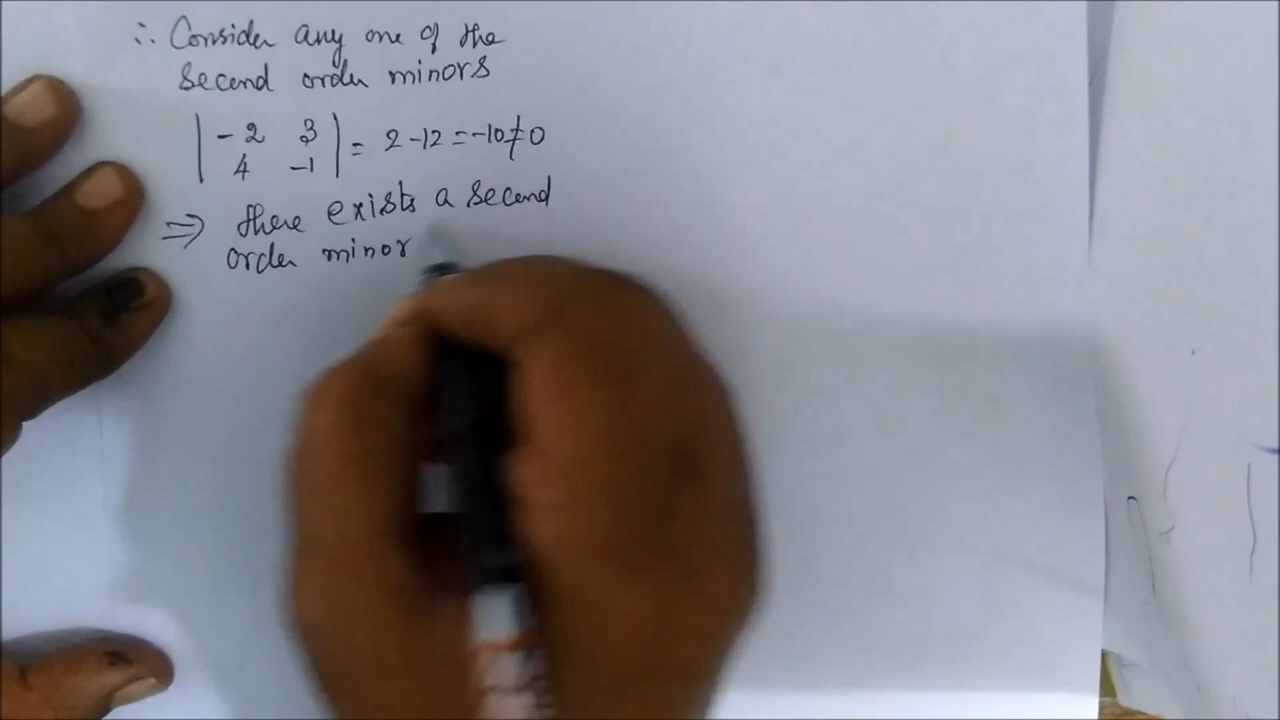 ∴ Consider any one of the
second order minors
| -2 3 |
| 4 -1 | = 2 -12 = -10 ≠ 0
⇒ there exists a second
order minor